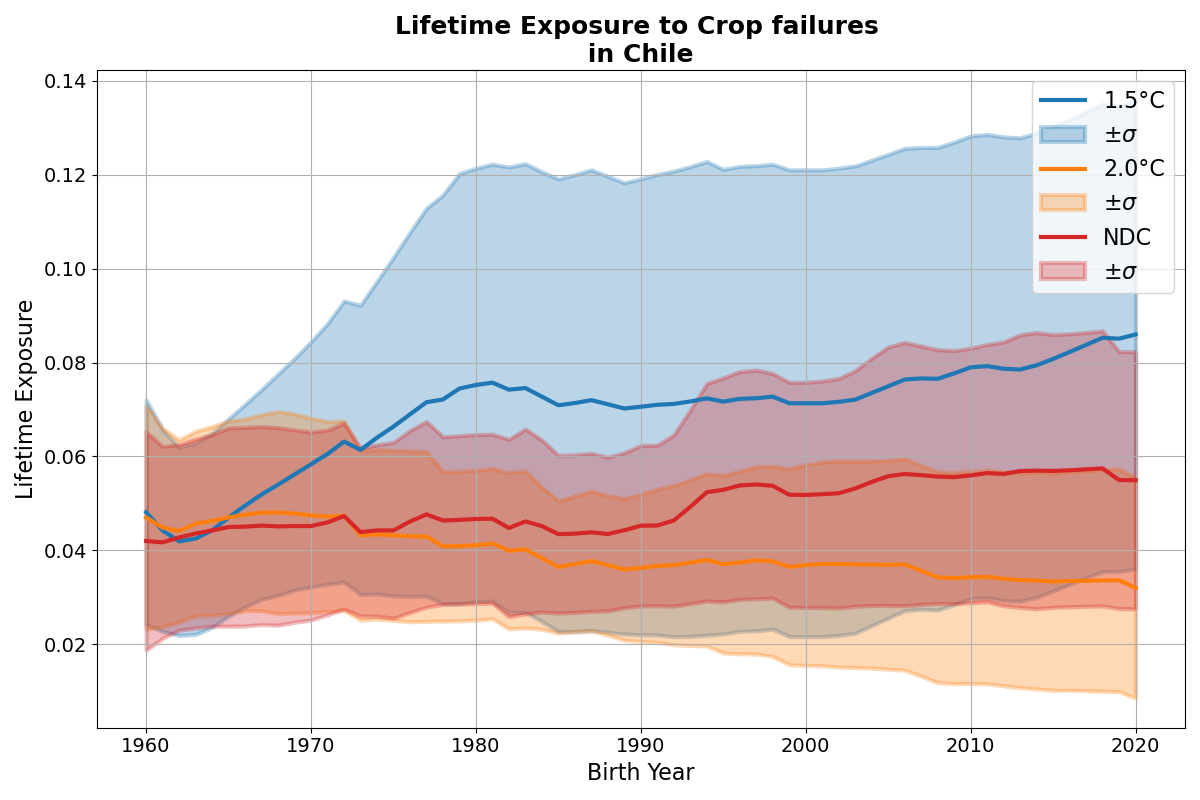 Lifetime Exposure to Crop failures
in Chile
0.14
0.12
0.10
0.08
0.06
0.04
0.02
Lifetime Exposure
1.5°C
±σ
2.0°C
±σ
NDC
±σ
1960 1970 1980 1990 2000 2010 2020
Birth Year